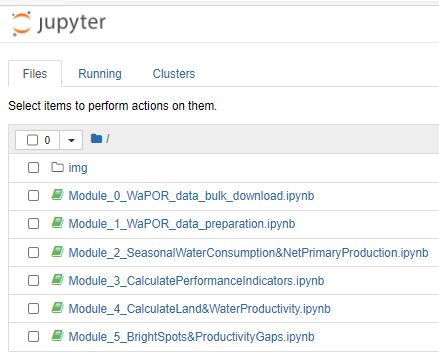 jupyter
Files Running Clusters
Select items to perform actions on them.
0 /
img
Module_0_WaPOR_data_bulk_download.ipynb
Module_1_WaPOR_data_preparation.ipynb
Module_2_SeasonalWaterConsumption&NetPrimaryProduction.ipynb
Module_3_CalculatePerformanceIndicators.ipynb
Module_4_CalculateLand&WaterProductivity.ipynb
Module_5_BrightSpots&ProductivityGaps.ipynb